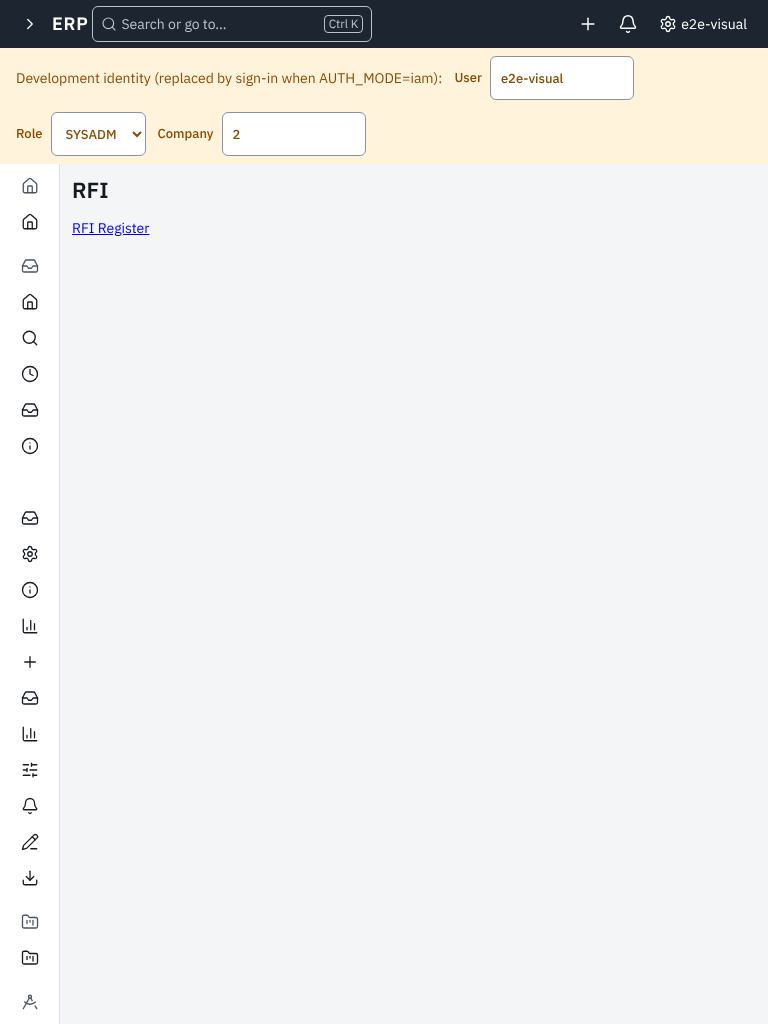 ERP
Search or go to...
Ctrl K
e2e-visual
Development identity (replaced by sign-in when AUTH_MODE=iam):
User
e2e-visual
Role
SYSADM
Company
2
RFI
RFI Register